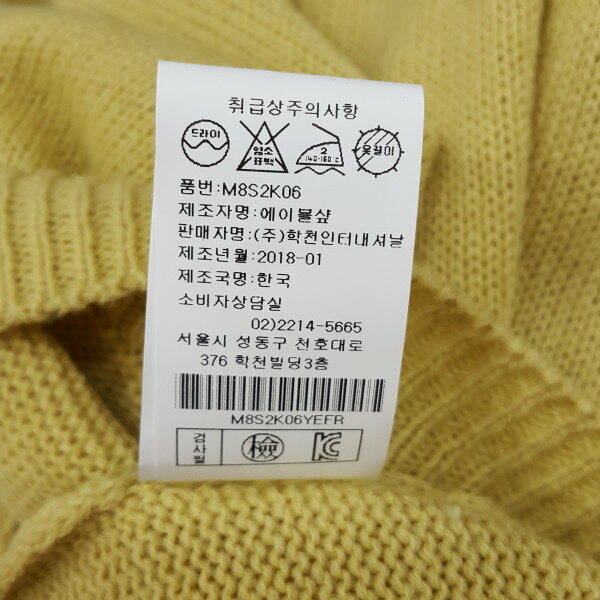 취급상주의사항
드라이
염소
표백
2
140-160℃
옷걸이
품번:M8S2K06
제조자명:에이블샾
판매자명:(주)학천인터내셔날
제조년월:2018-01
제조국명:한국
소비자상담실
02)2214-5665
서울시 성동구 천호대로
376 학천빌딩3층
M8S2K06YEFR
검사필 檢 KC